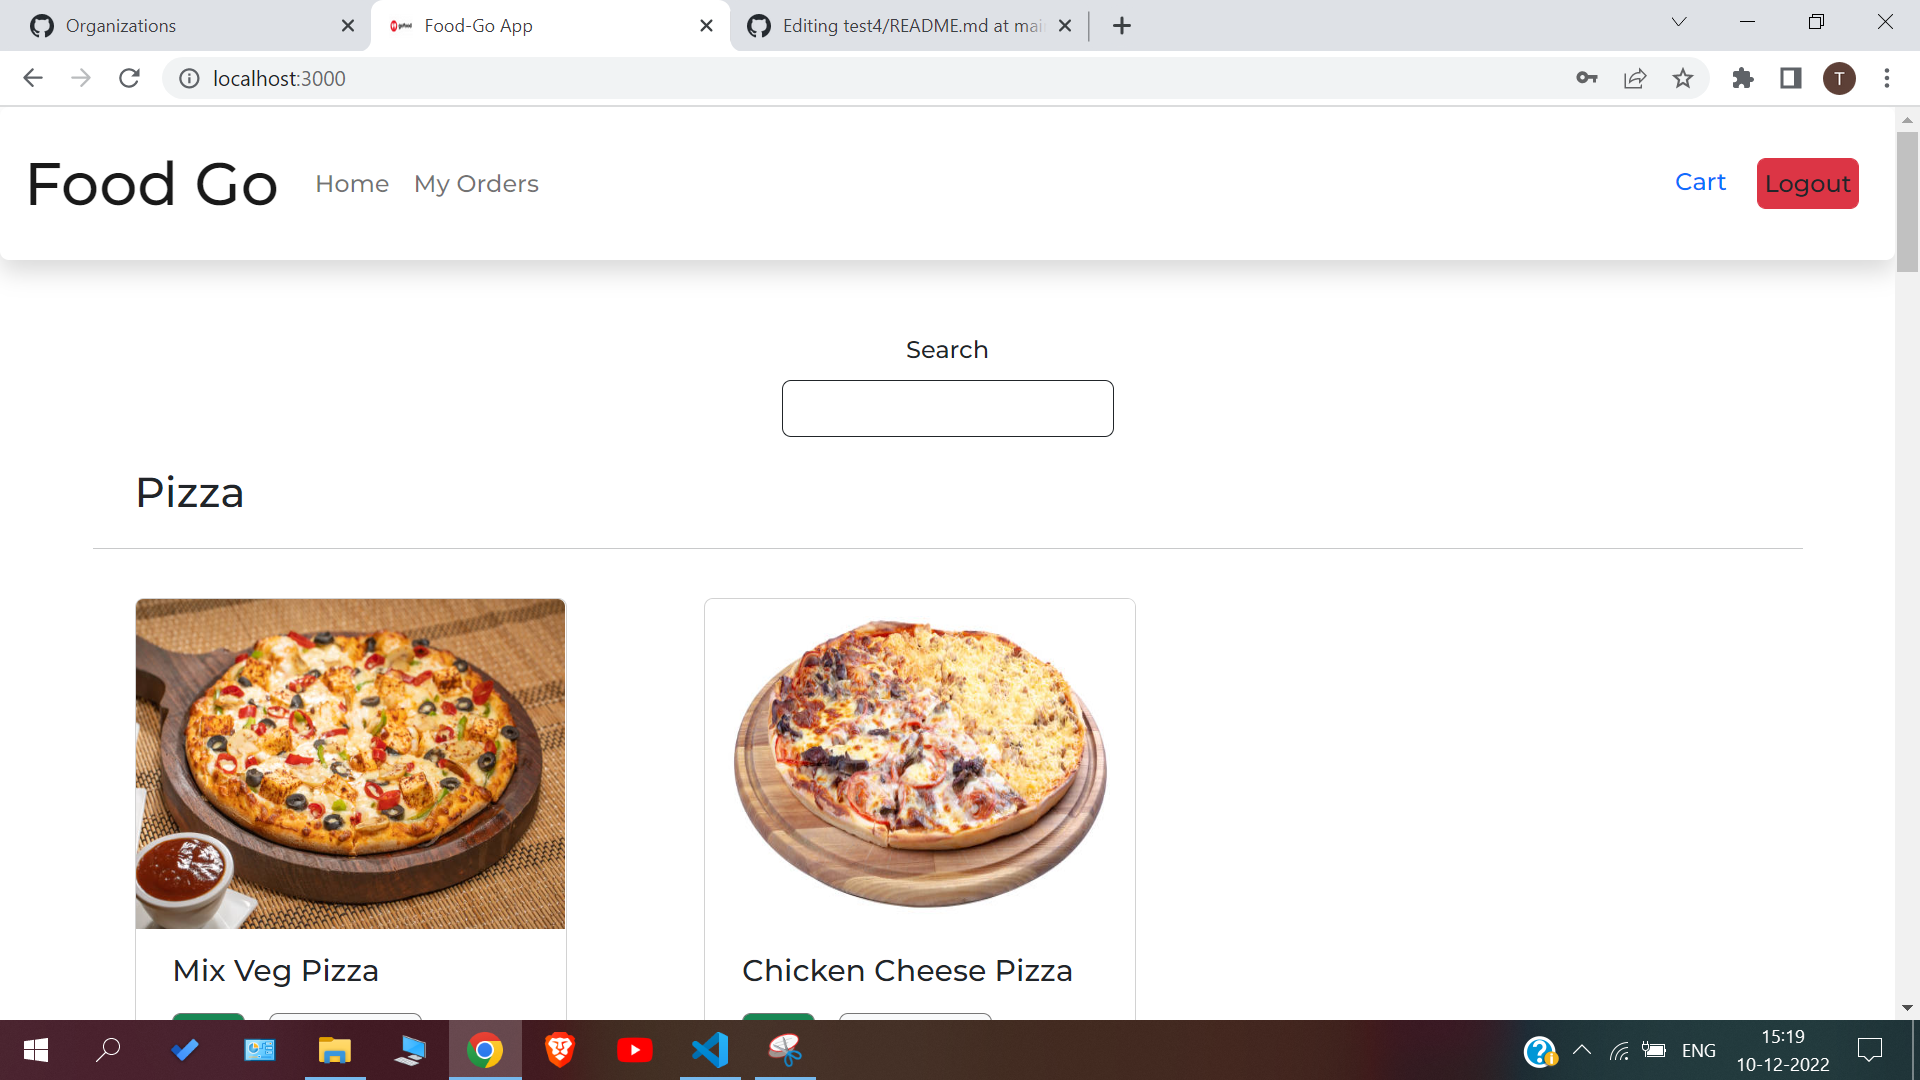 Organizations
Food-Go App
Editing test4/README.md at mai
localhost:3000
T
Food Go
Home
My Orders
Cart
Logout
Search
Pizza
Mix Veg Pizza
Chicken Cheese Pizza
ENG
15:19
10-12-2022